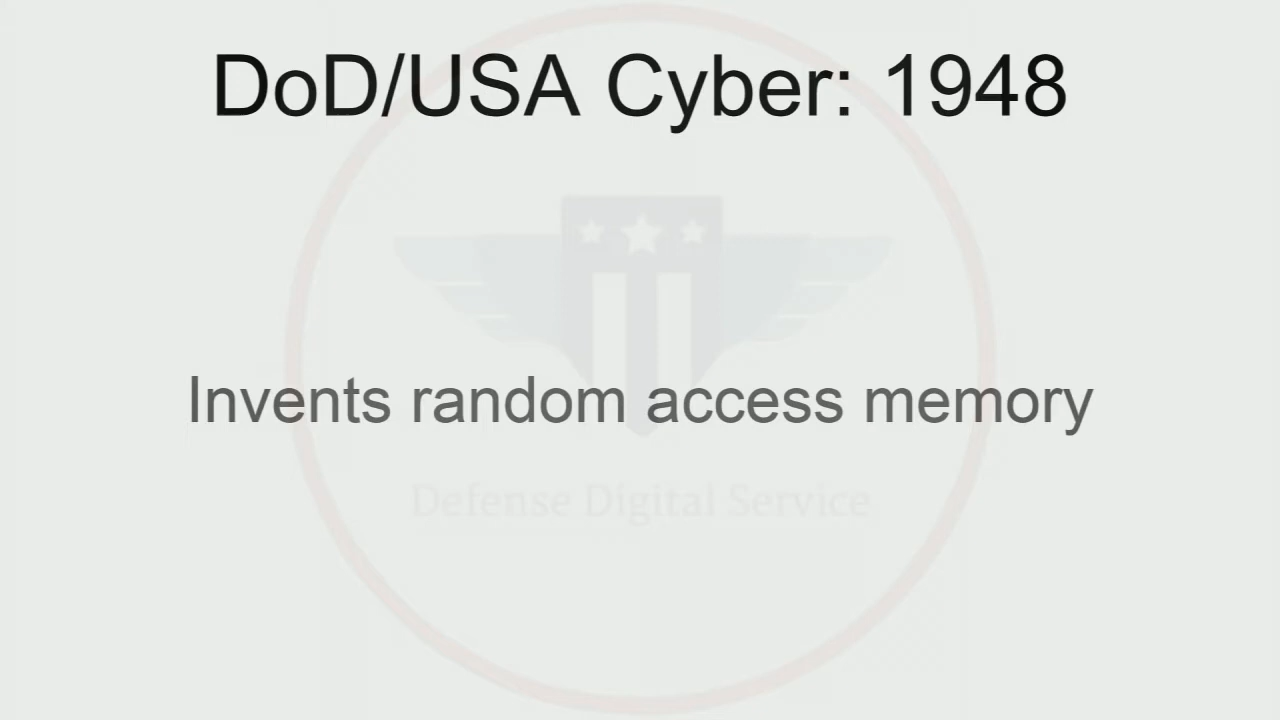 DoD/USA Cyber: 1948
Invents random access memory
Defense Digital Service